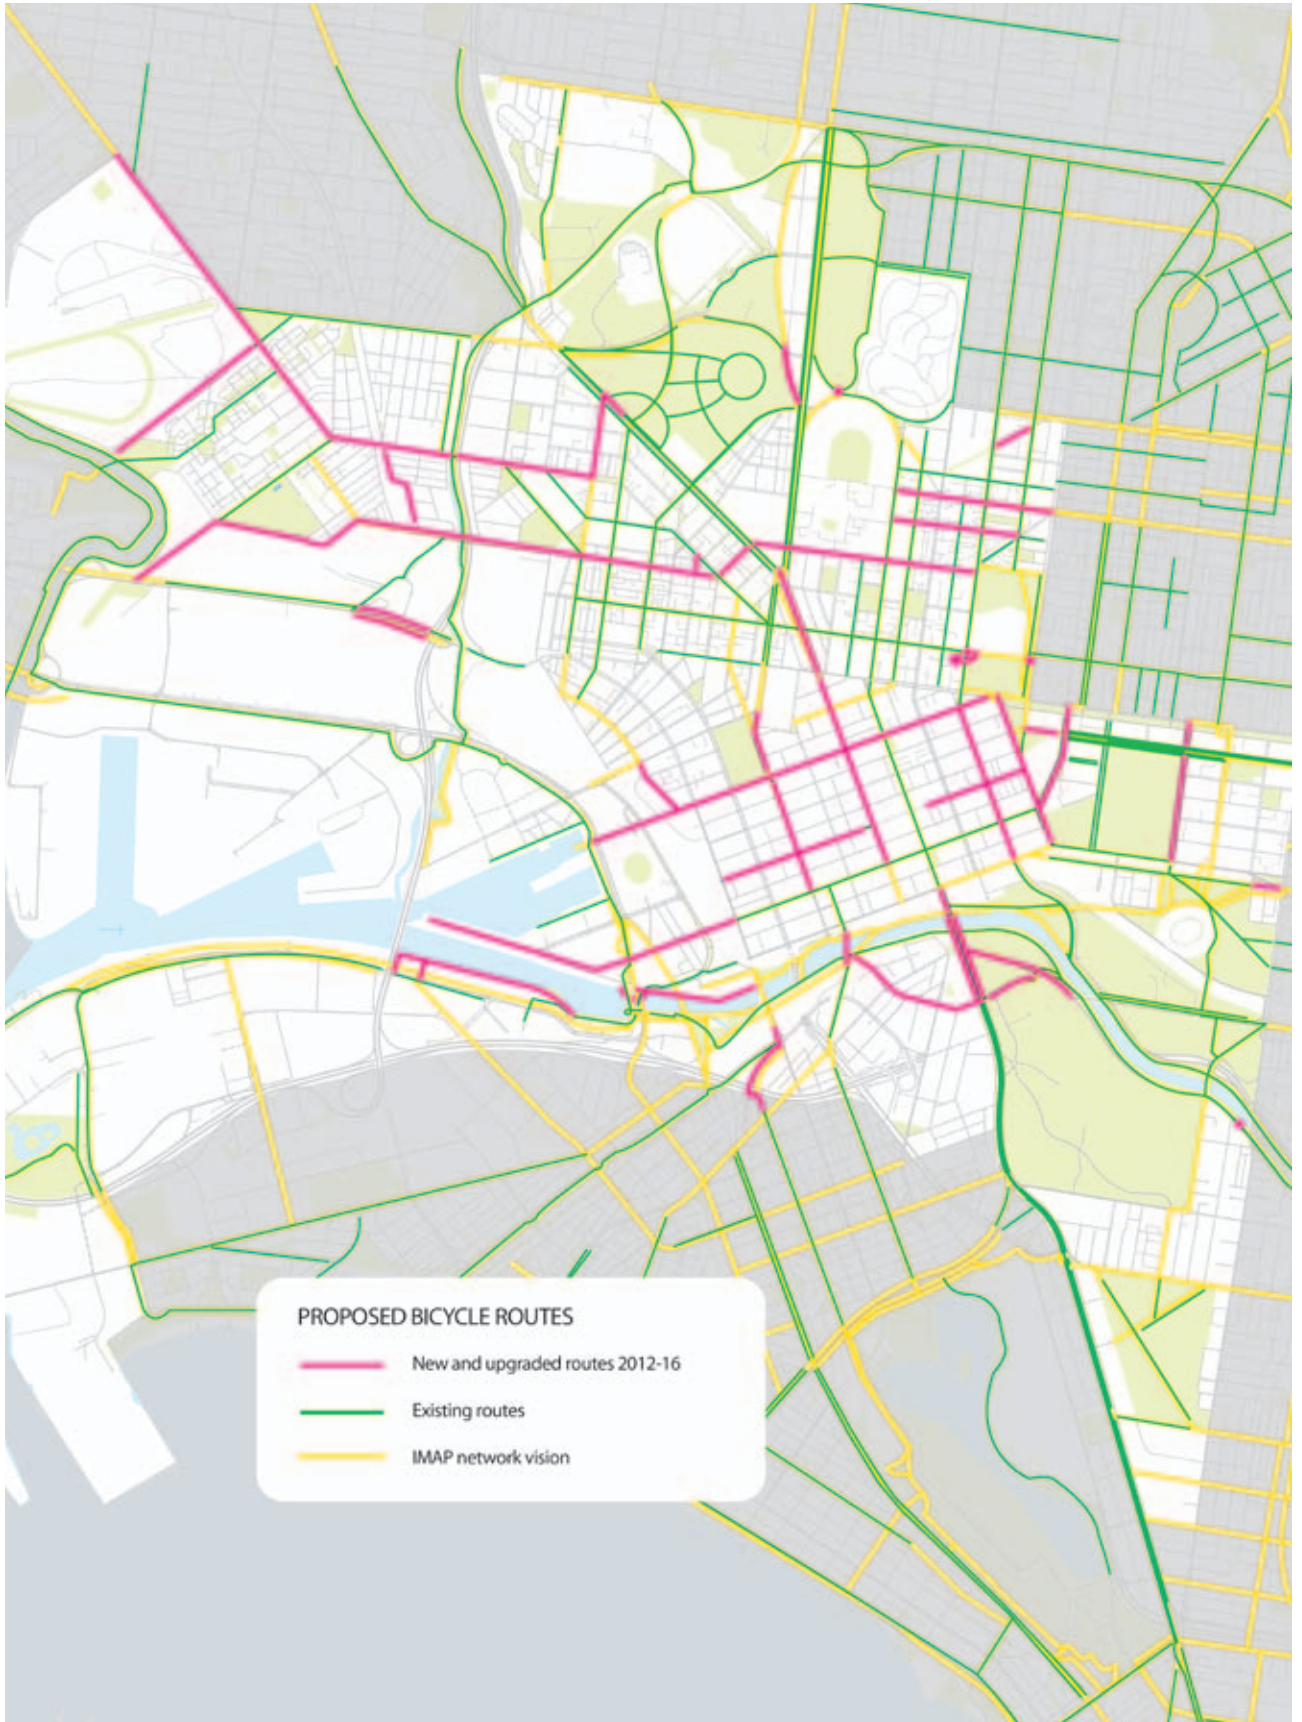 PROPOSED BICYCLE ROUTES
New and upgraded routes 2012-16
Existing routes
IMAP network vision